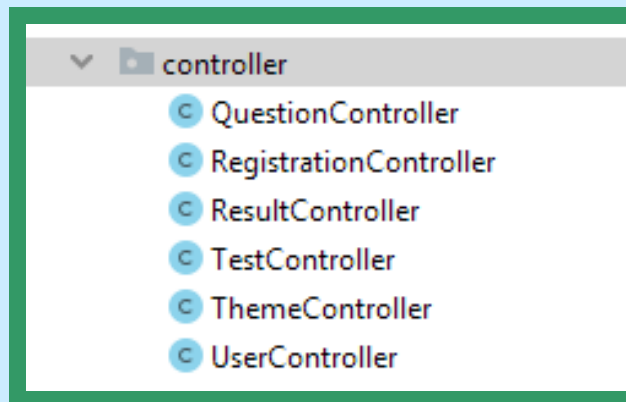 controller
C QuestionController
C RegistrationController
C ResultController
C TestController
C ThemeController
C UserController